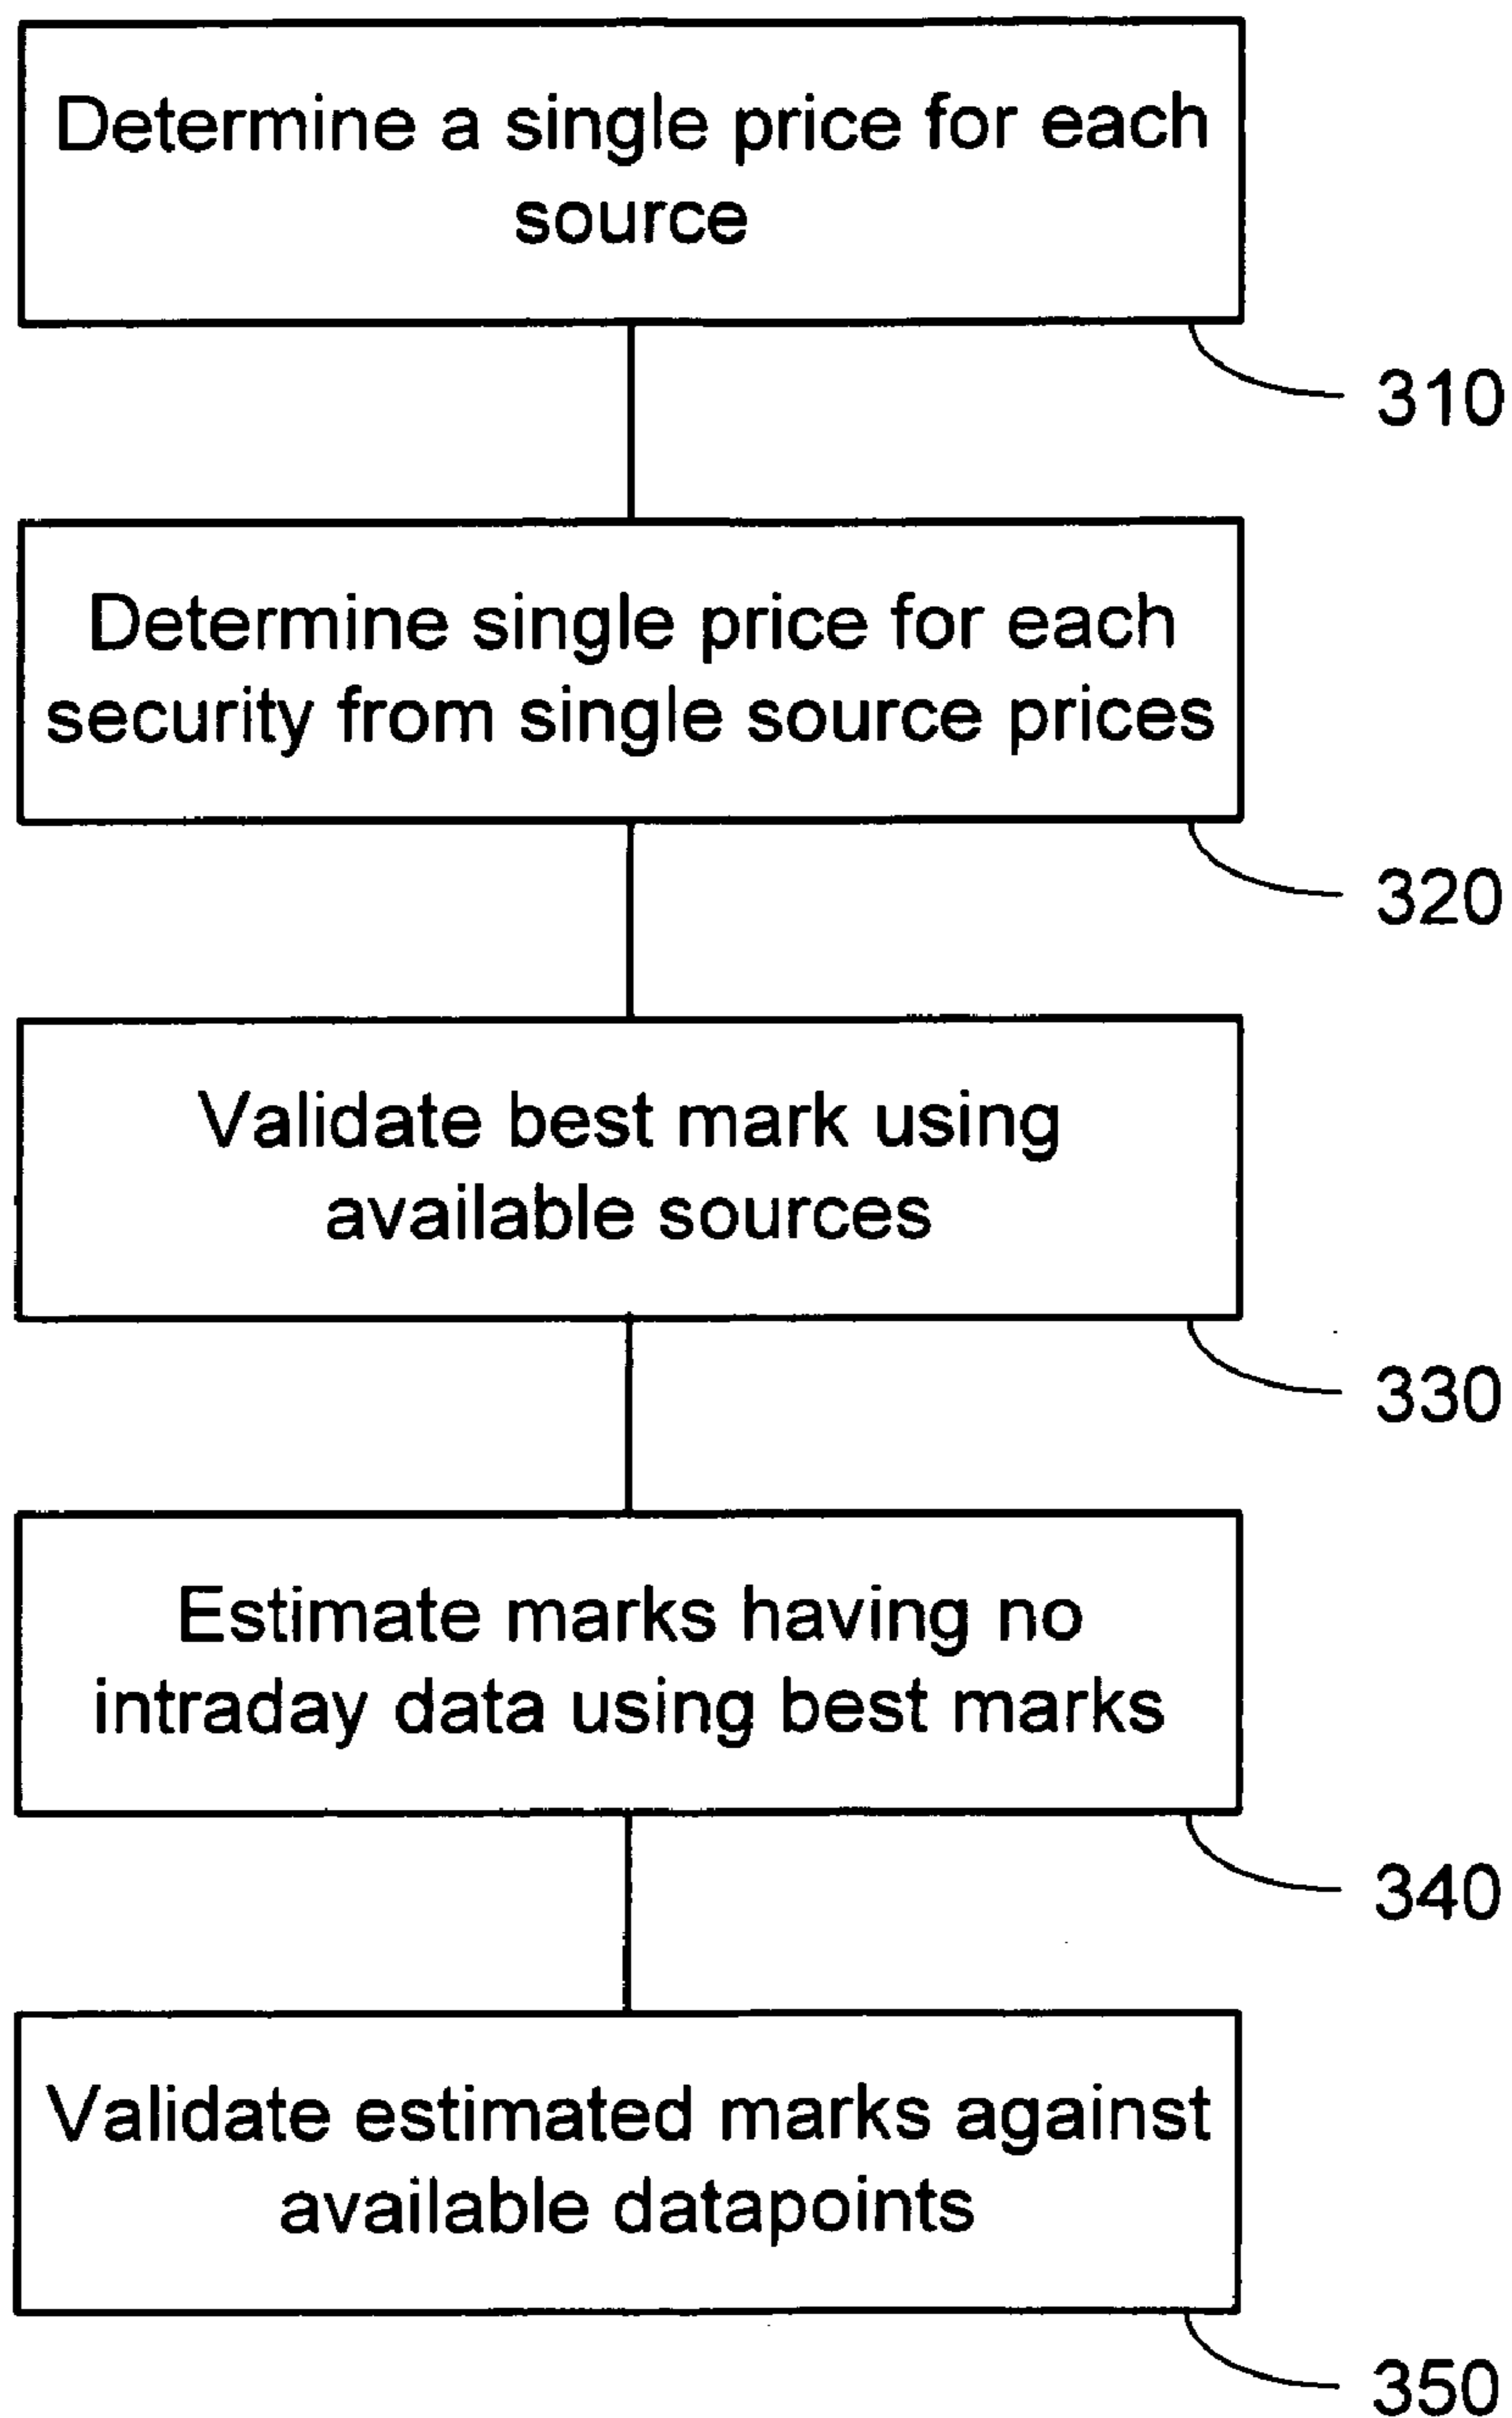 Determine a single price for each
source
310
Determine single price for each
security from single source prices
320
Validate best mark using
available sources
330
Estimate marks having no
intraday data using best marks
340
Validate estimated marks against
available datapoints
350